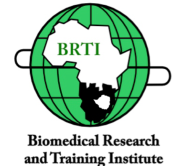 BRTI
Biomedical Research
and Training Institute